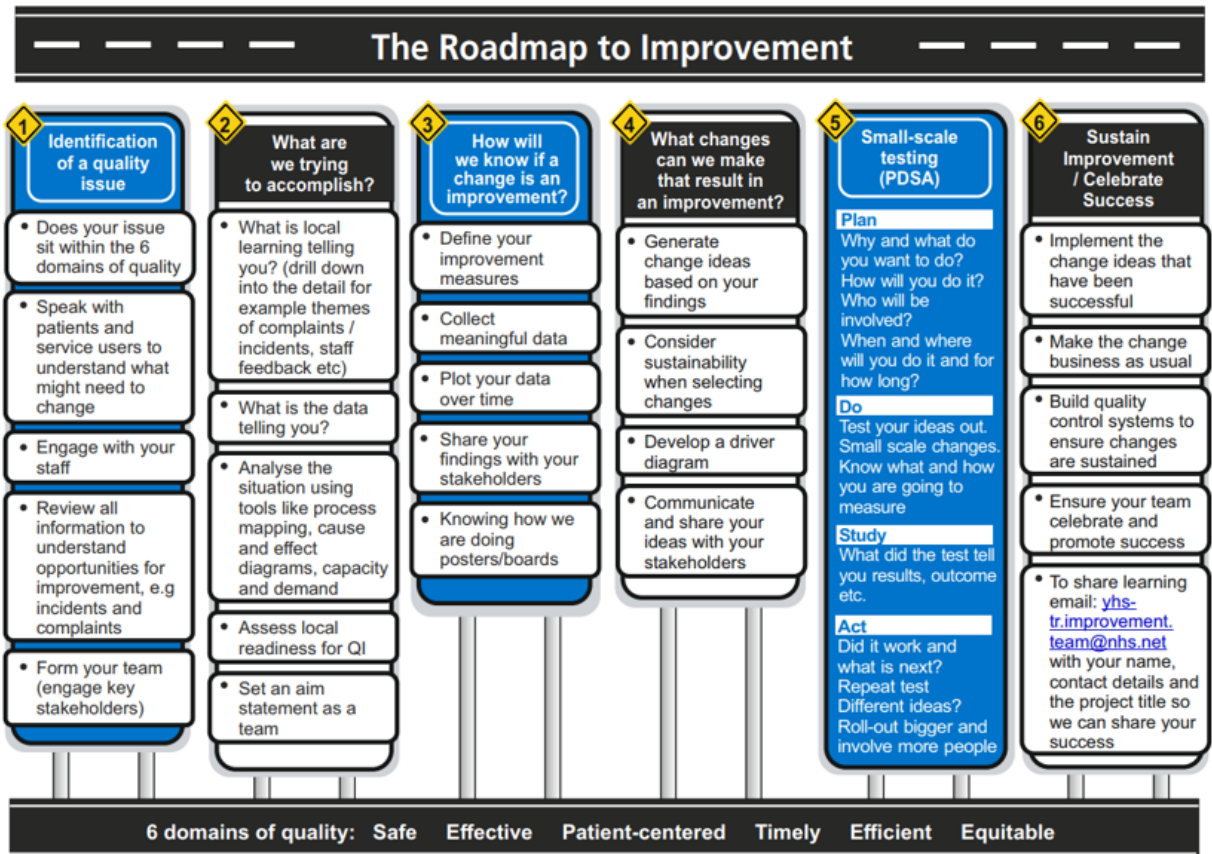 The Roadmap to Improvement
1
Identification
of a quality
issue
• Does your issue
sit within the 6
domains of quality
• Speak with
patients and
service users to
understand what
might need to
change
• Engage with your
staff
• Review all
information to
understand
opportunities for
improvement, e.g
incidents and
complaints
• Form your team
(engage key
stakeholders)
2
What are
we trying
to accomplish?
• What is local
learning telling
you? (drill down
into the detail for
example themes
of complaints /
incidents, staff
feedback etc)
• What is the data
telling you?
• Analyse the
situation using
tools like process
mapping, cause
and effect
diagrams, capacity
and demand
• Assess local
readiness for QI
• Set an aim
statement as a
team
3
How will
we know if a
change is an
improvement?
• Define your
improvement
measures
• Collect
meaningful data
• Plot your data
over time
• Share your
findings with your
stakeholders
• Knowing how we
are doing
posters/boards
4
What changes
can we make
that result in
an improvement?
• Generate
change ideas
based on your
findings
• Consider
sustainability
when selecting
changes
• Develop a driver
diagram
• Communicate
and share your
ideas with your
stakeholders
5
Small-scale
testing
(PDSA)
Plan
Why and what do
you want to do?
How will you do it?
Who will be
involved?
When and where
will you do it and for
how long?
Do
Test your ideas out.
Small scale changes.
Know what and how
you are going to
measure
Study
What did the test tell
you results, outcome
etc.
Act
Did it work and
what is next?
Repeat test
Different ideas?
Roll-out bigger and
involve more people
6
Sustain
Improvement
/ Celebrate
Success
• Implement the
change ideas that
have been
successful
• Make the change
business as usual
• Build quality
control systems to
ensure changes
are sustained
• Ensure your team
celebrate and
promote success
• To share learning
email: yhs-
tr.improvement.
team@nhs.net
with your name,
contact details and
the project title so
we can share your
success
6 domains of quality: Safe Effective Patient-centered Timely Efficient Equitable